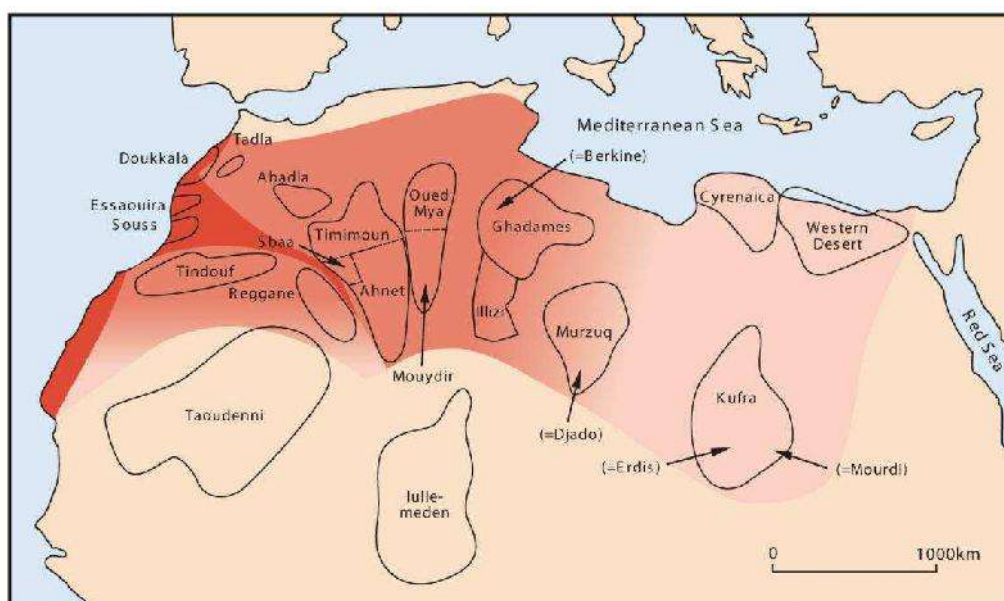 Mediterranean Sea
Tadla
Doukkala
(=Berkine)
Abadla
Essaouira
Souss
Oued
Mya
Cyrenaica
Ghadames
Western
Desert
Timimoun
Sbaa
Tindouf
Reggane
Ahnet
Illizi
Murzuq
Red Sea
Mouydir
Kufra
Taoudenni
(=Djado)
(=Erdis)
(=Mourdi)
Iulle-
meden
0
1000km